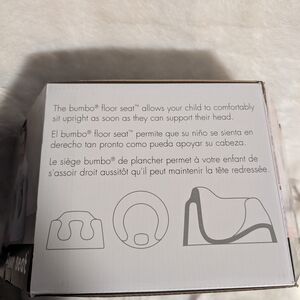 The bumbo® floor seat™ allows your child to comfortably
sit upright as soon as they can support their head.
El bumbo® floor seat™ permite que su niño se sienta en
derecho tan pronto como pueda apoyar su cabeza.
Le siège bumbo® de plancher permet à votre enfant de
s'assoir droit aussitôt qu'il peut maintenir la tête redressée.